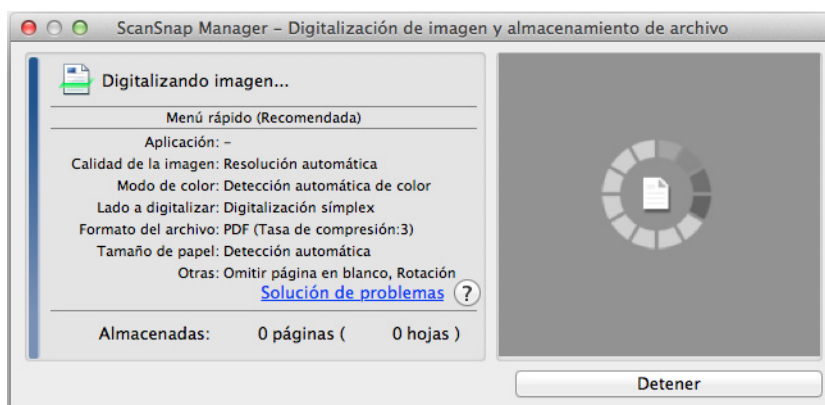 ScanSnap Manager – Digitalización de imagen y almacenamiento de archivo
Digitalizando imagen...
Menú rápido (Recomendada)
Aplicación: –
Calidad de la imagen: Resolución automática
Modo de color: Detección automática de color
Lado a digitalizar: Digitalización símplex
Formato del archivo: PDF (Tasa de compresión:3)
Tamaño de papel: Detección automática
Otras: Omitir página en blanco, Rotación
Solución de problemas ?
Almacenadas: 0 páginas ( 0 hojas )
Detener